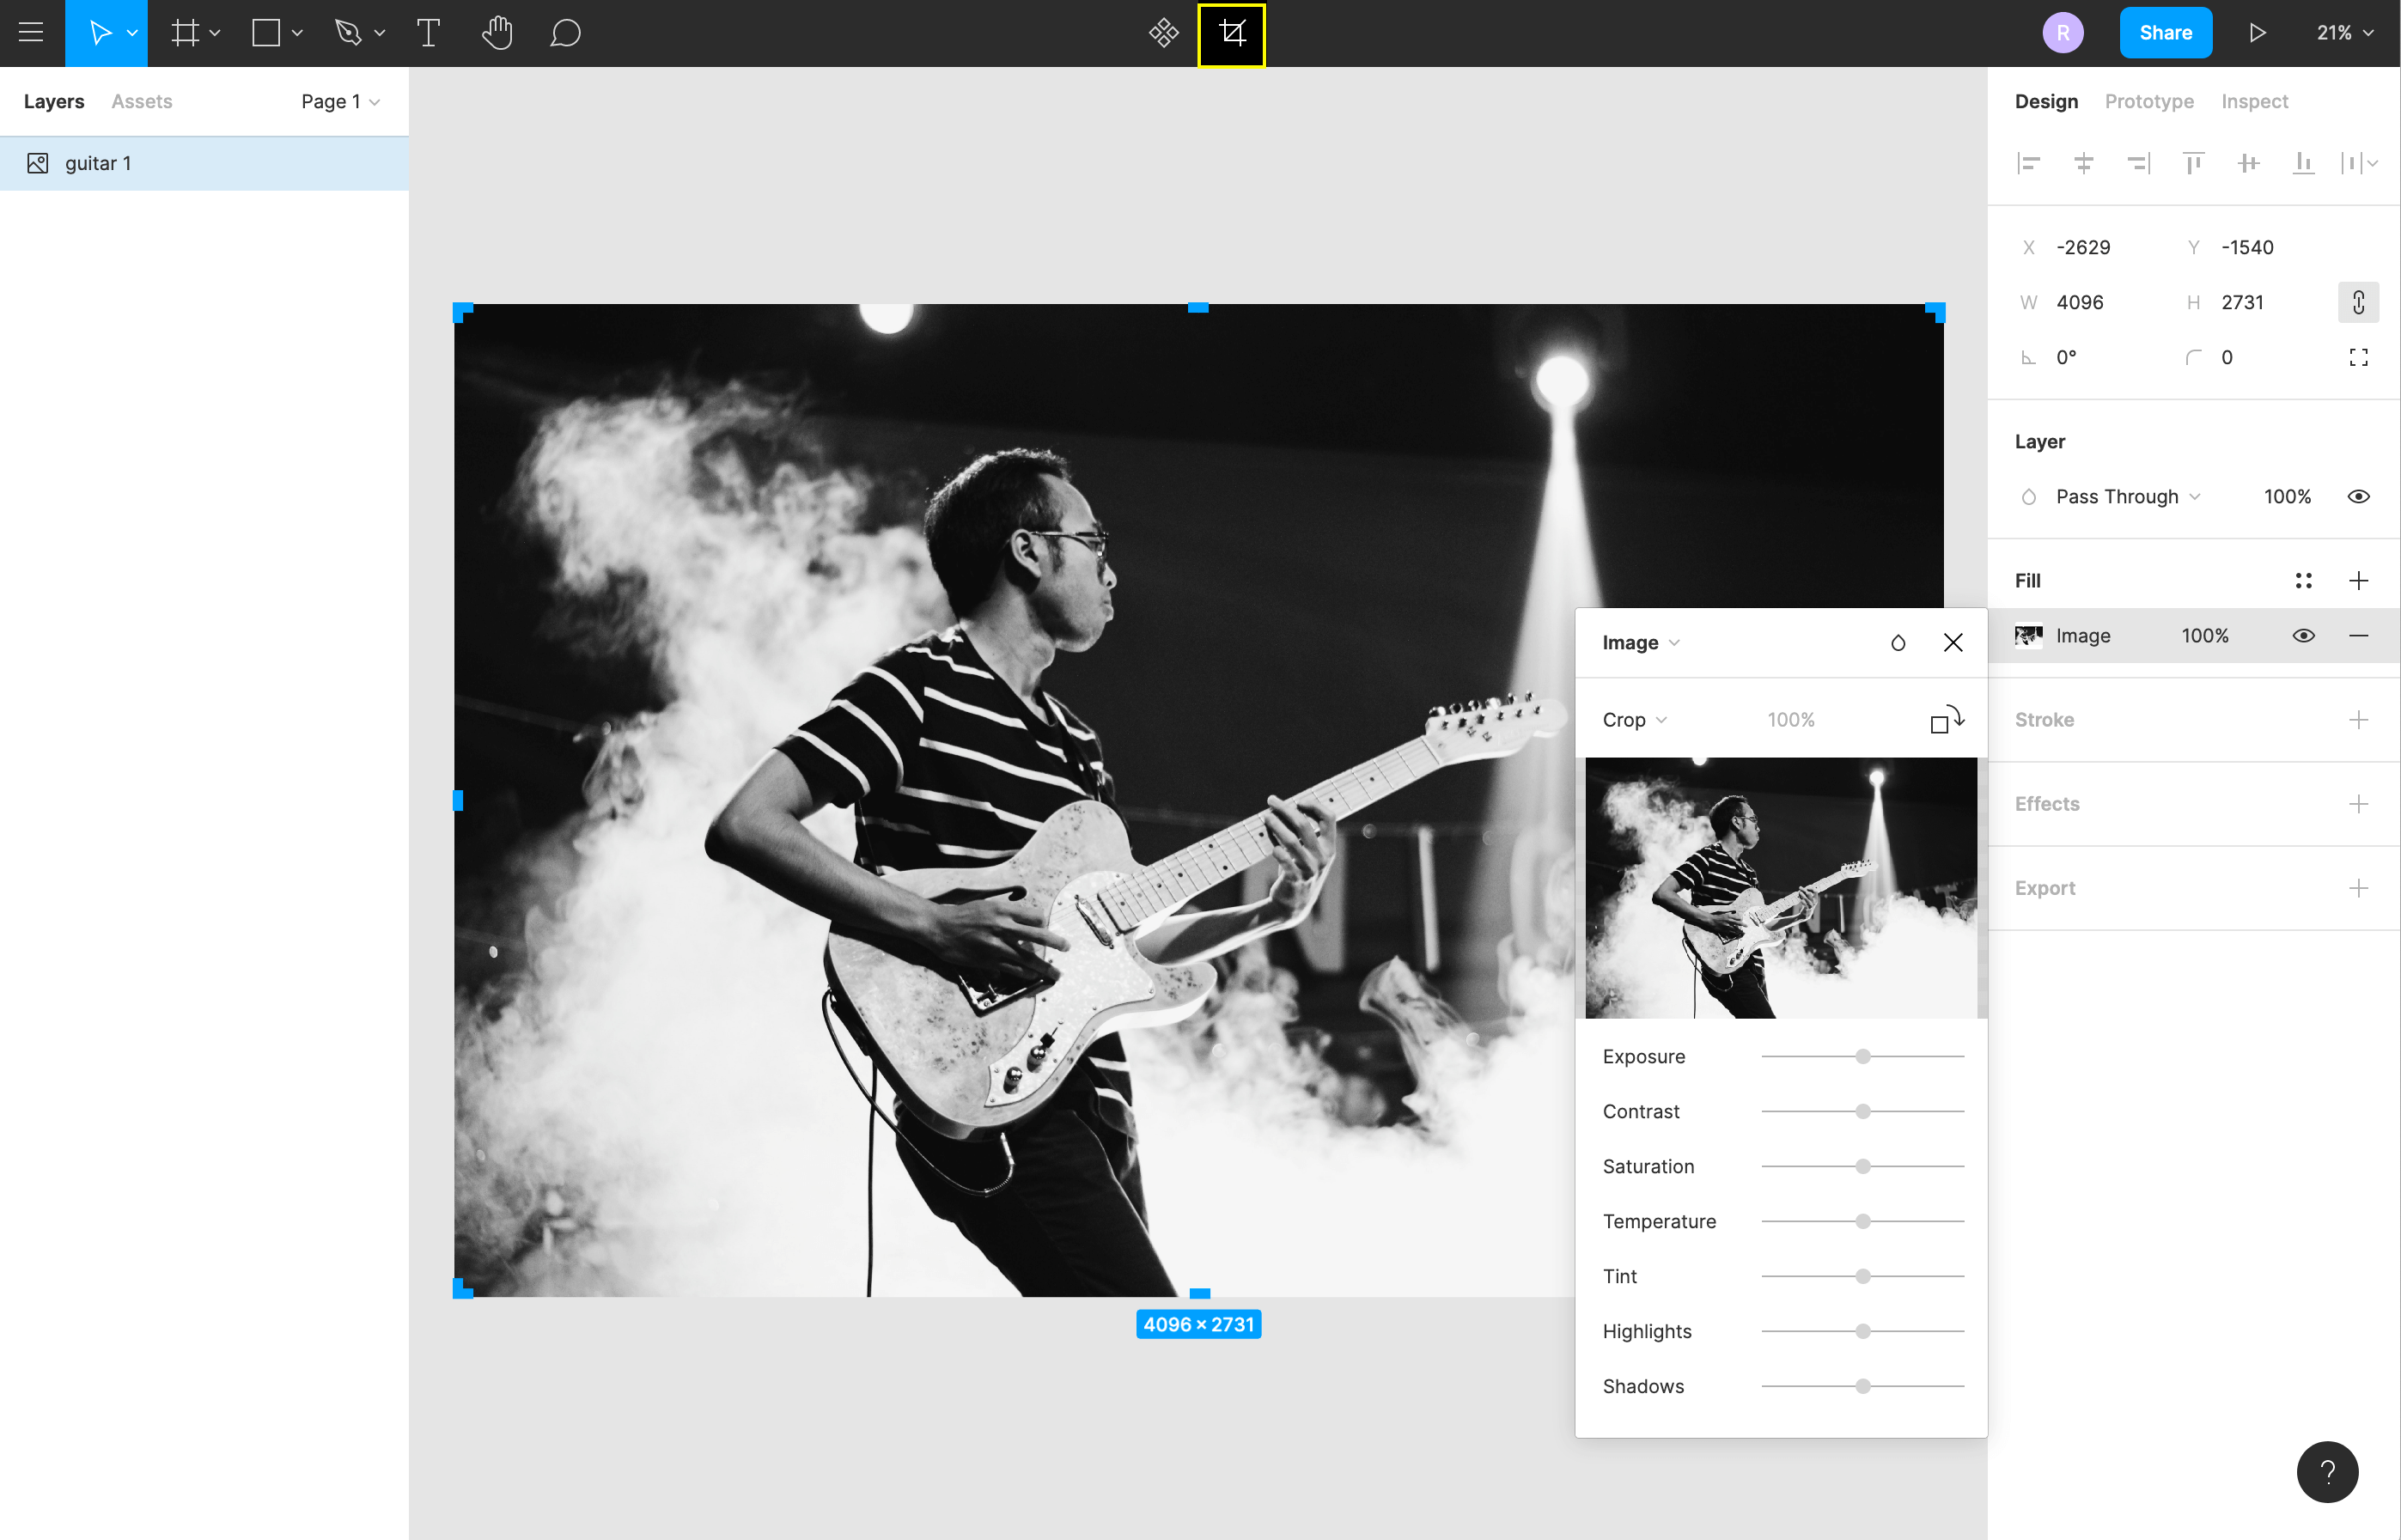 R
Share
21%
Layers
Assets
Page 1
guitar 1
Design
Prototype
Inspect
X -2629 Y -1540
W 4096 H 2731
0° 0
Layer
Pass Through 100%
Fill
Image 100%
Stroke
Effects
Export
Image
Crop 100%
Exposure
Contrast
Saturation
Temperature
Tint
Highlights
Shadows
4096 × 2731
?